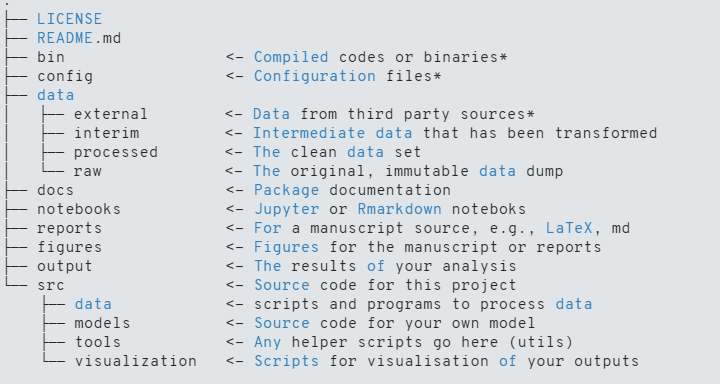 .
├── LICENSE
├── README.md
├── bin                <- Compiled codes or binaries*
├── config             <- Configuration files*
├── data
│   ├── external       <- Data from third party sources*
│   ├── interim        <- Intermediate data that has been transformed
│   ├── processed      <- The clean data set
│   └── raw            <- The original, immutable data dump
├── docs               <- Package documentation
├── notebooks          <- Jupyter or Rmarkdown noteboks
├── reports            <- For a manuscript source, e.g., LaTeX, md
├── figures            <- Figures for the manuscript or reports
├── output             <- The results of your analysis
└── src                <- Source code for this project
    ├── data           <- scripts and programs to process data
    ├── models         <- Source code for your own model
    ├── tools          <- Any helper scripts go here (utils)
    └── visualization  <- Scripts for visualisation of your outputs